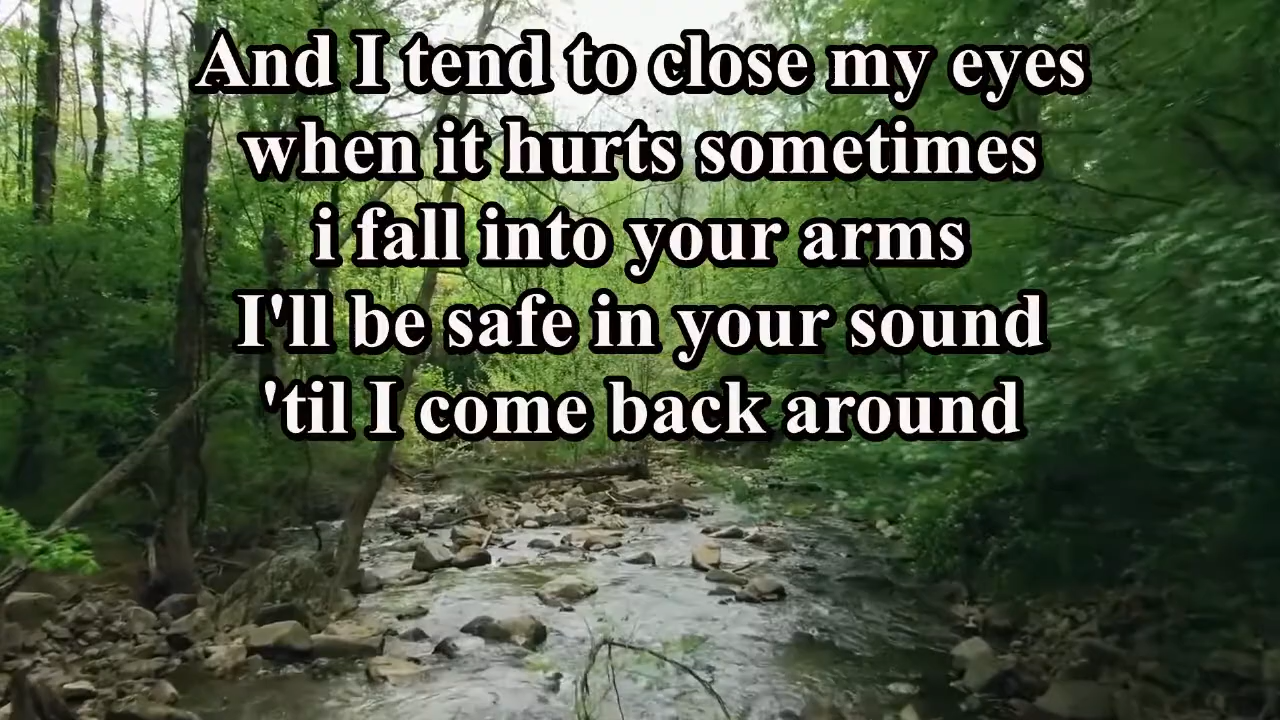 And I tend to close my eyes
when it hurts sometimes
i fall into your arms
I'll be safe in your sound
'til I come back around